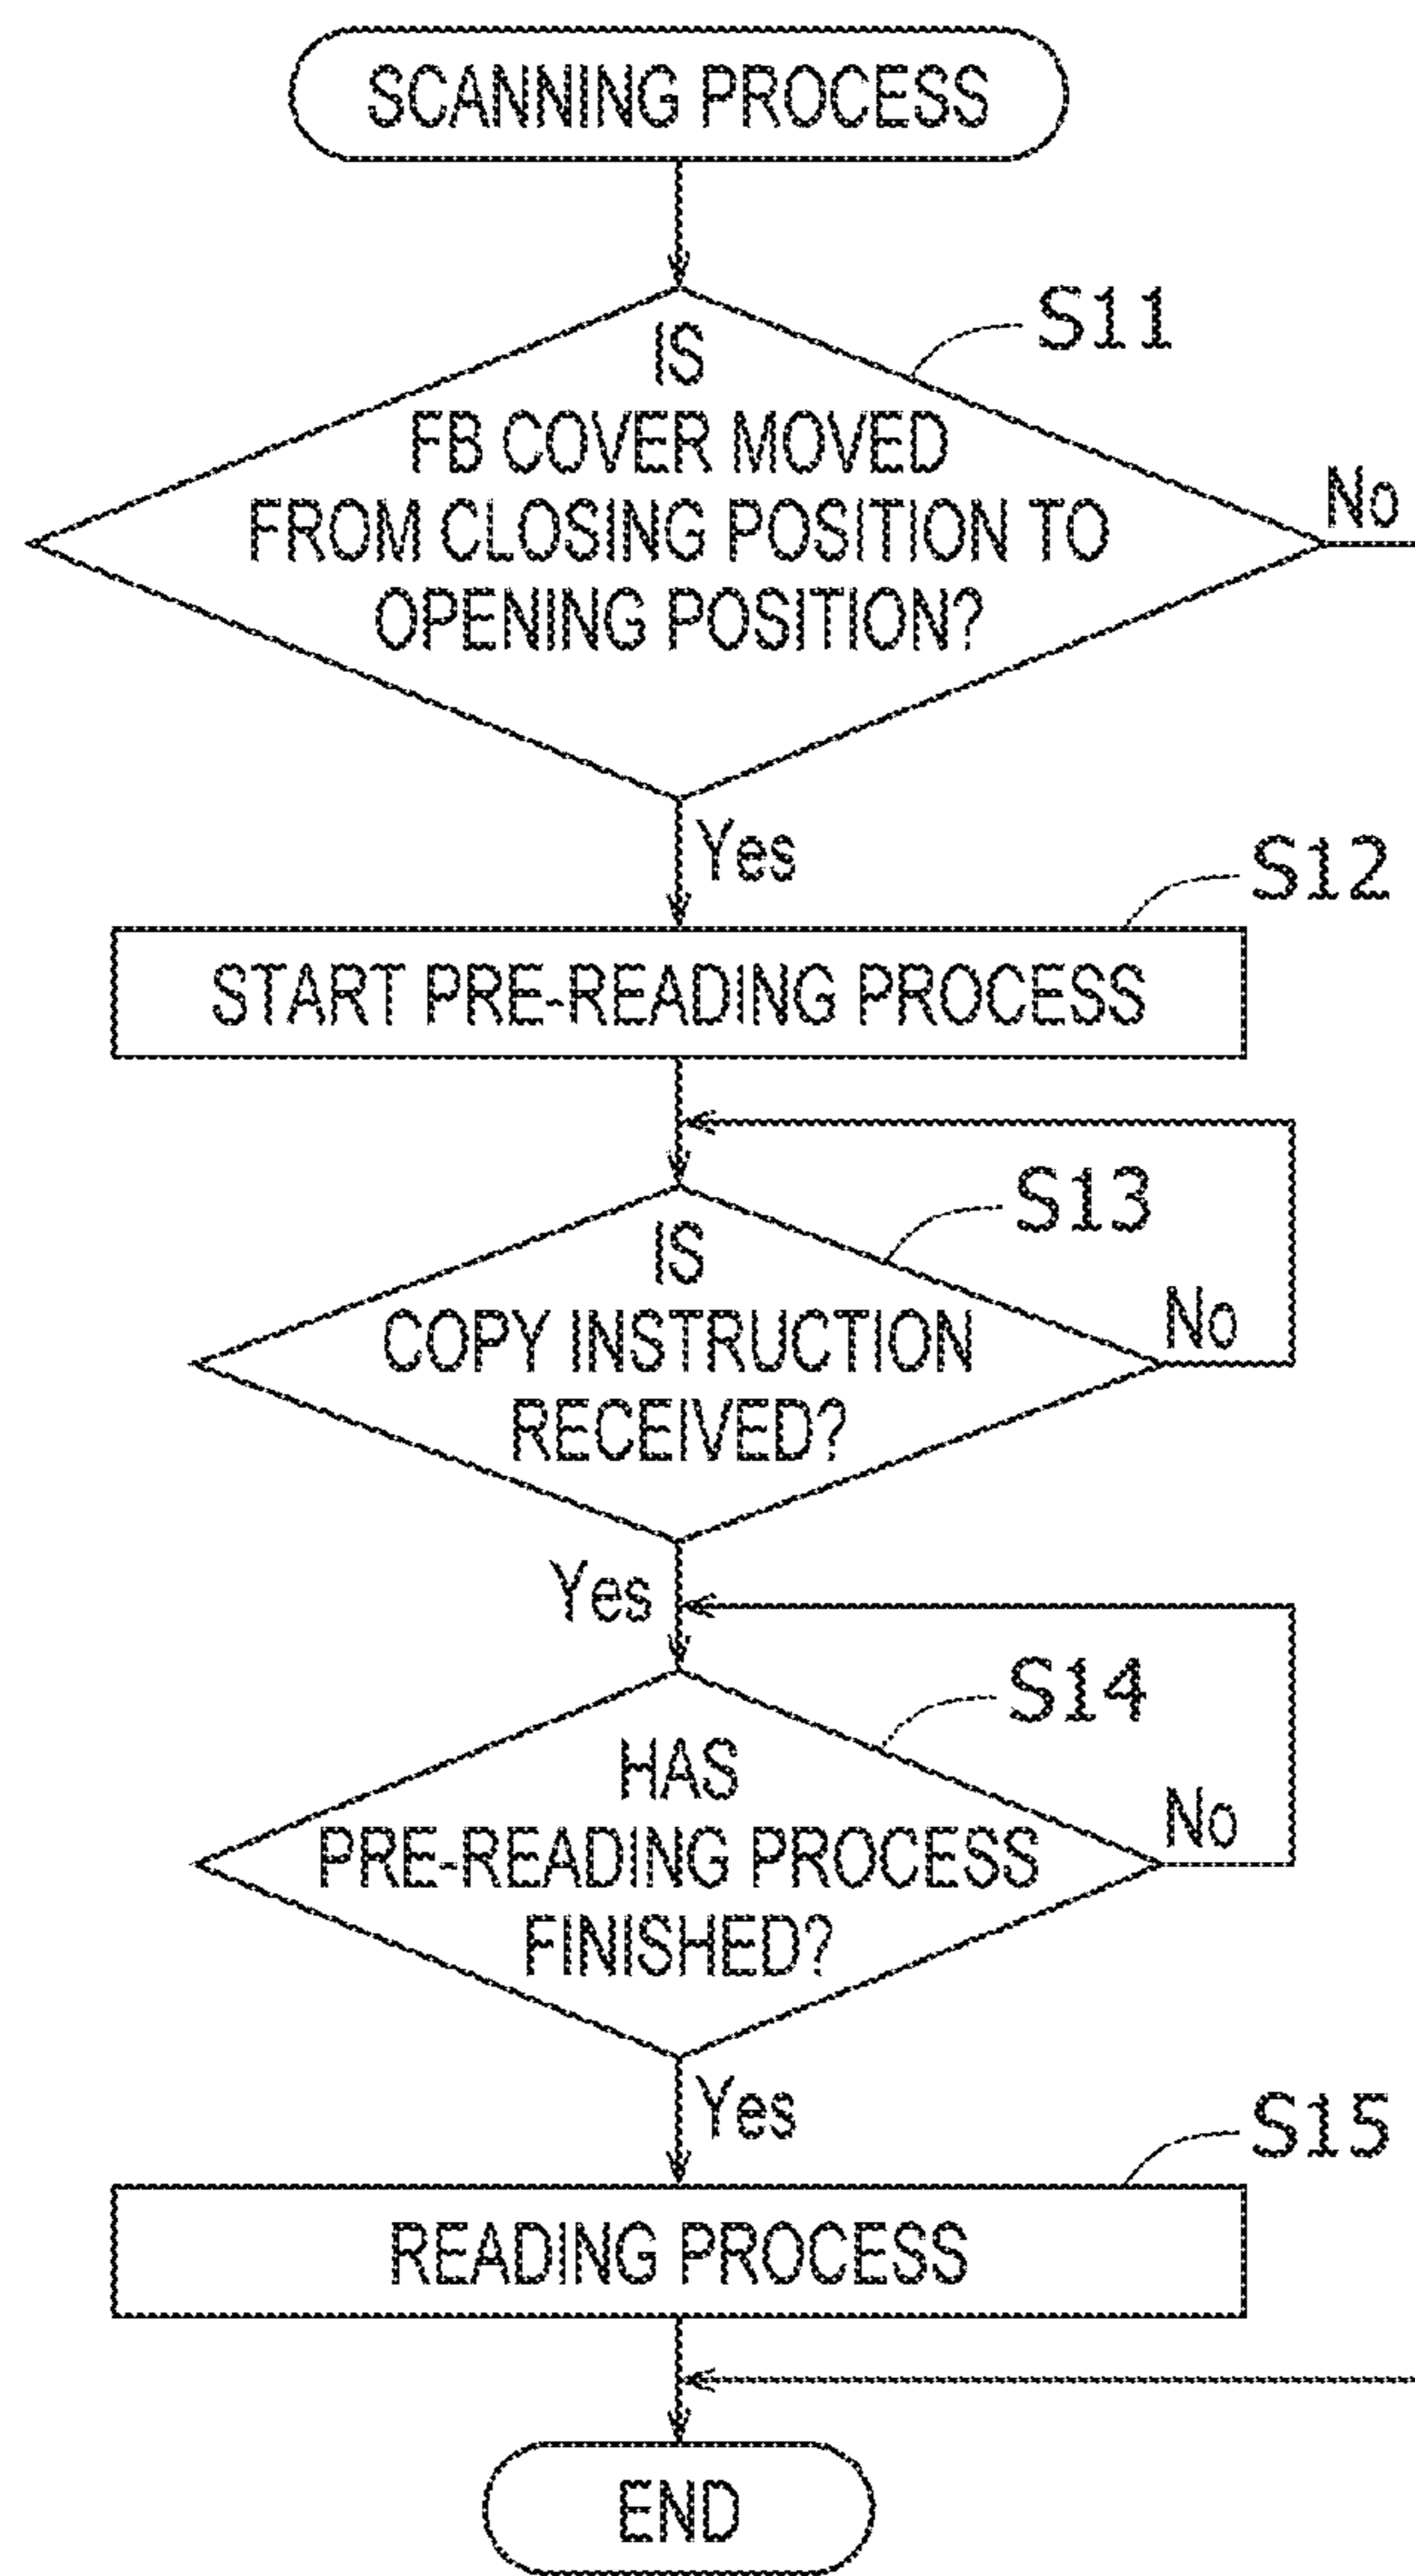 SCANNING PROCESS
S11
IS
FB COVER MOVED
FROM CLOSING POSITION TO
OPENING POSITION?
No
Yes
S12
START PRE-READING PROCESS
S13
IS
COPY INSTRUCTION
RECEIVED?
No
Yes
S14
HAS
PRE-READING PROCESS
FINISHED?
No
Yes
S15
READING PROCESS
END